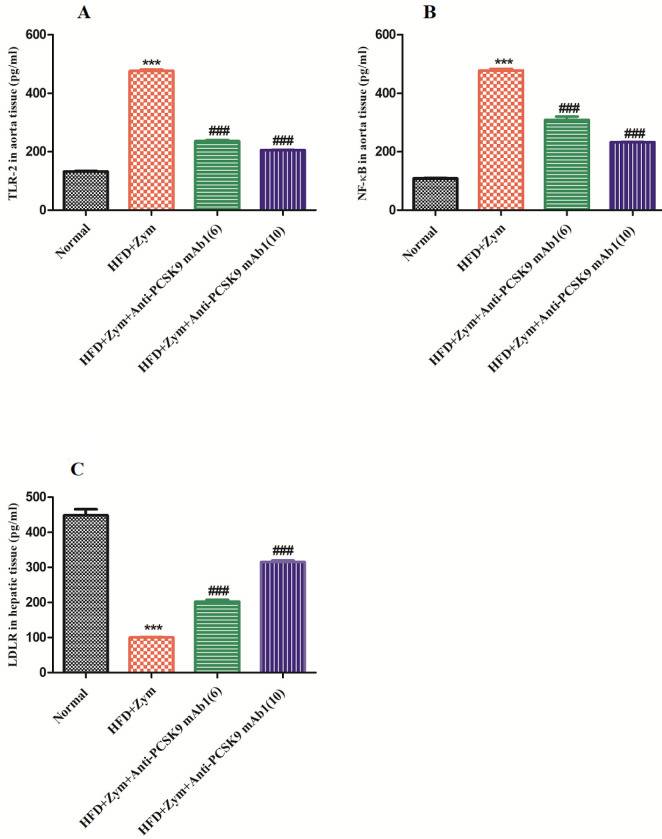 A
TLR-2 in aorta tissue (pg/ml)
600
400
200
0
***
###
###
Normal
HFD+Zym
HFD+Zym+Anti-PCSK9 mAb1(6)
HFD+Zym+Anti-PCSK9 mAb1(10)
B
NF-κB in aorta tissue (pg/ml)
600
400
200
0
***
###
###
Normal
HFD+Zym
HFD+Zym+Anti-PCSK9 mAb1(6)
HFD+Zym+Anti-PCSK9 mAb1(10)
C
LDLR in hepatic tissue (pg/ml)
500
400
300
200
100
0
***
###
###
Normal
HFD+Zym
HFD+Zym+Anti-PCSK9 mAb1(6)
HFD+Zym+Anti-PCSK9 mAb1(10)